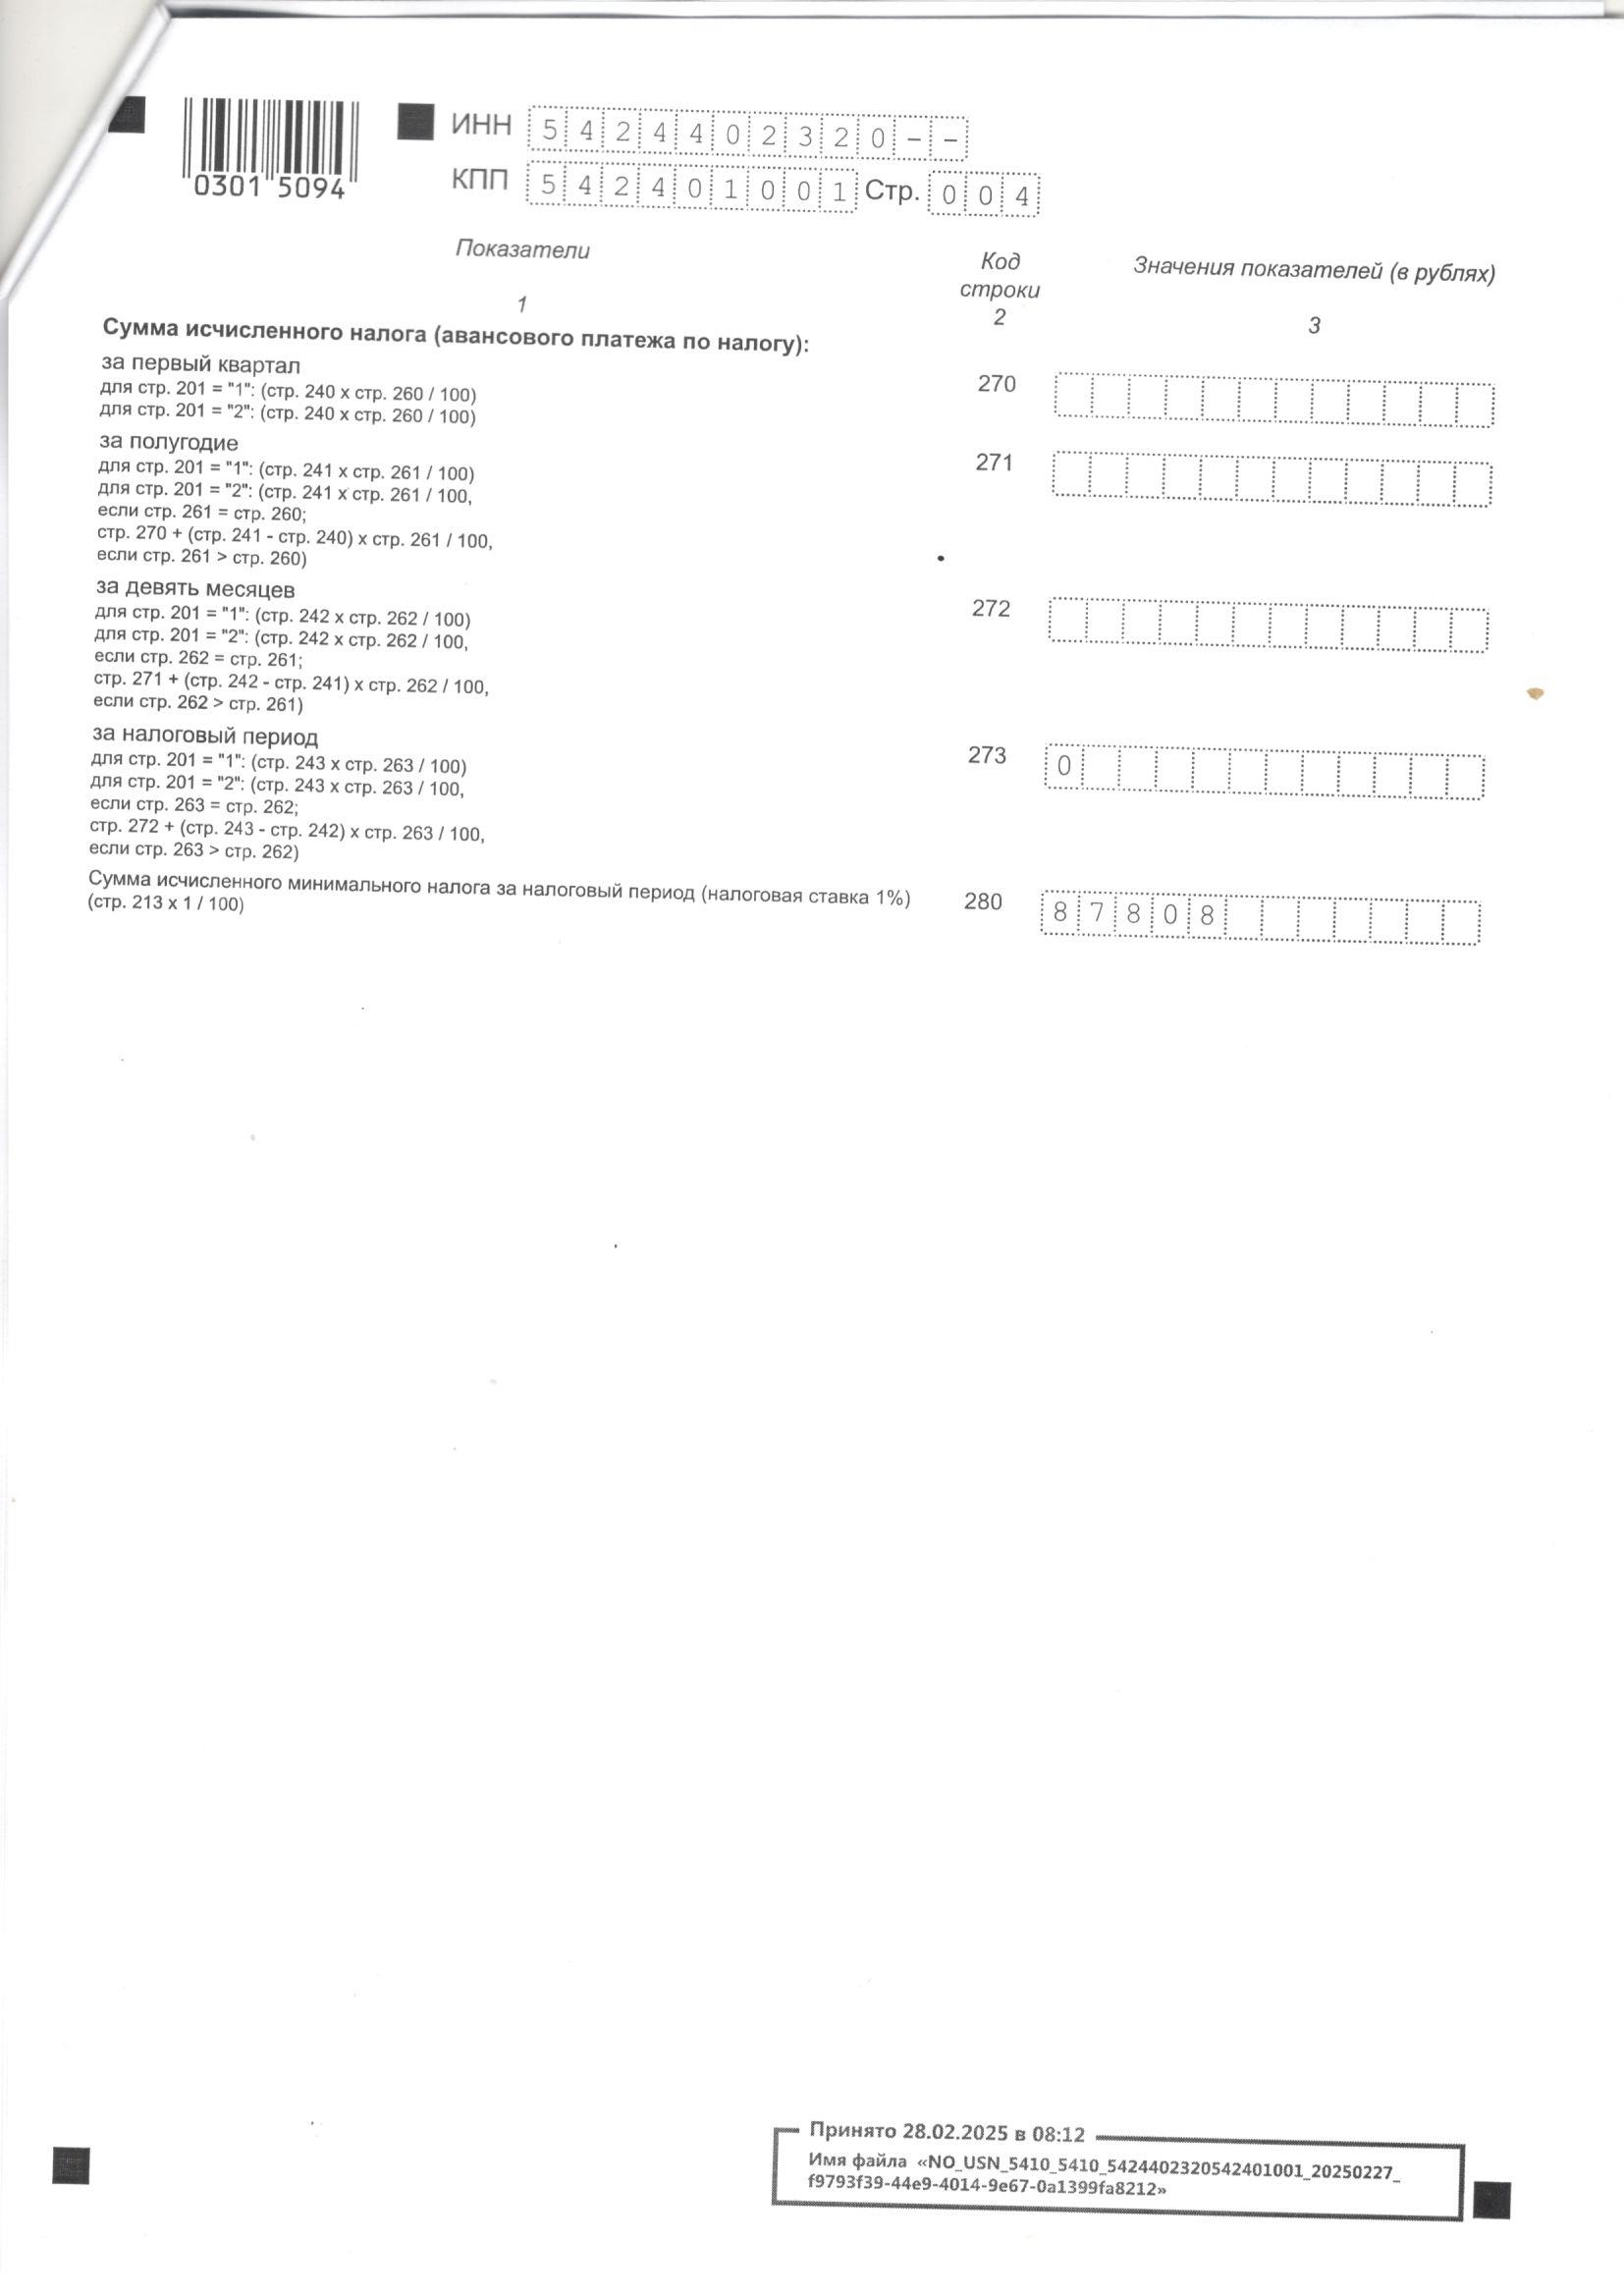 ИНН 5424402320--
0301 5094
КПП 542401001 Стр. 004
Показатели
Код строки
Значения показателей (в рублях)
1
2
3
Сумма исчисленного налога (авансового платежа по налогу):
за первый квартал
270
для стр. 201 = "1": (стр. 240 х стр. 260 / 100)
для стр. 201 = "2": (стр. 240 х стр. 260 / 100)
за полугодие
271
для стр. 201 = "1": (стр. 241 х стр. 261 / 100)
для стр. 201 = "2": (стр. 241 х стр. 261 / 100,
если стр. 261 = стр. 260;
стр. 270 + (стр. 241 - стр. 240) х стр. 261 / 100,
если стр. 261 > стр. 260)
за девять месяцев
272
для стр. 201 = "1": (стр. 242 х стр. 262 / 100)
для стр. 201 = "2": (стр. 242 х стр. 262 / 100,
если стр. 262 = стр. 261;
стр. 271 + (стр. 242 - стр. 241) х стр. 262 / 100,
если стр. 262 > стр. 261)
за налоговый период
273 0
для стр. 201 = "1": (стр. 243 х стр. 263 / 100)
для стр. 201 = "2": (стр. 243 х стр. 263 / 100,
если стр. 263 = стр. 262;
стр. 272 + (стр. 243 - стр. 242) х стр. 263 / 100,
если стр. 263 > стр. 262)
Сумма исчисленного минимального налога за налоговый период (налоговая ставка 1%)
280 87808
(стр. 213 х 1 / 100)
Принято 28.02.2025 в 08:12
Имя файла «NO_USN_5410_5410_5424402320542401001_20250227_
f9793f39-44e9-4014-9e67-0a1399fa8212»